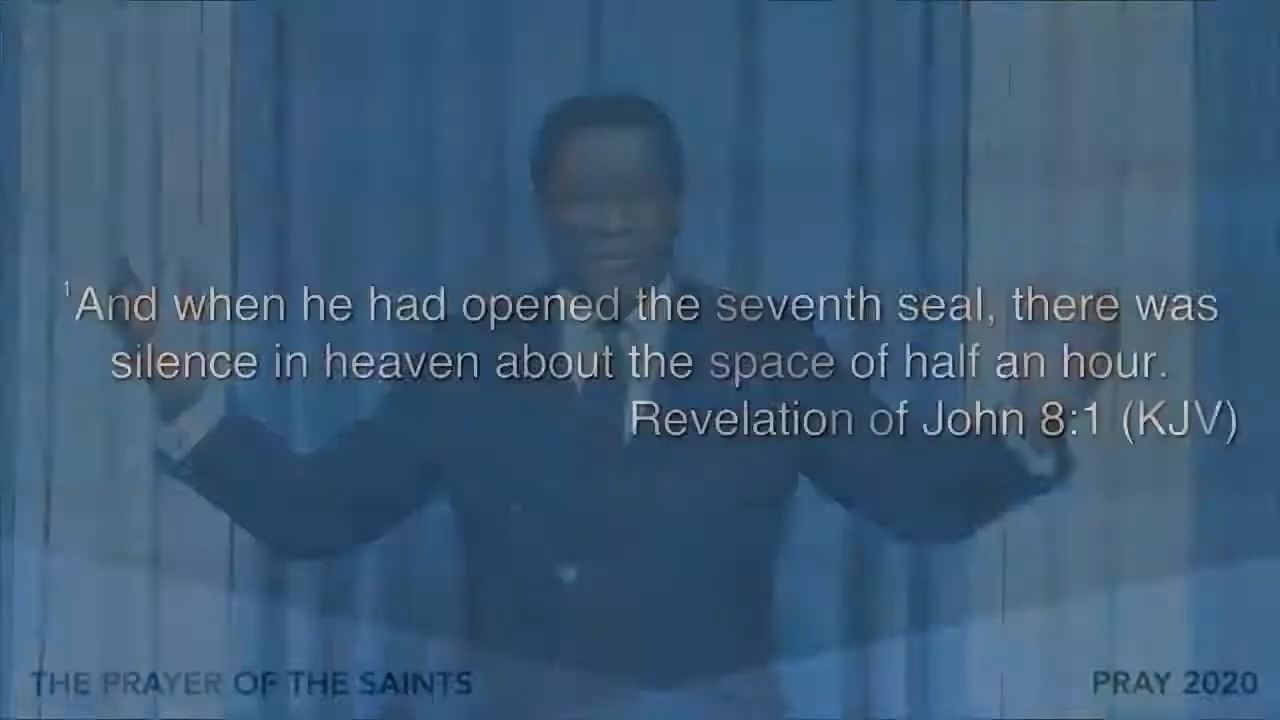 ¹And when he had opened the seventh seal, there was
silence in heaven about the space of half an hour.
Revelation of John 8:1 (KJV)
THE PRAYER OF THE SAINTS
PRAY 2020